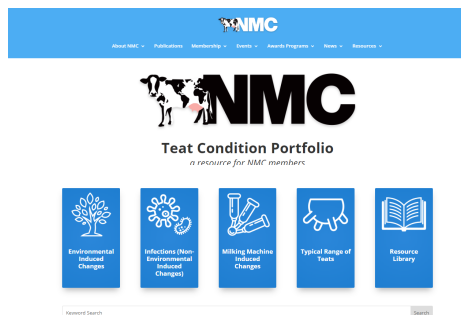 NMC
About NMC Publications Membership Events Awards Programs News Resources
NMC
Teat Condition Portfolio
a resource for NMC members
Environmental
Induced
Changes
Infections (Non-
Environmental
Induced
Changes)
Milking Machine
Induced
Changes
Typical Range of
Teats
Resource
Library
Keyword Search
Search